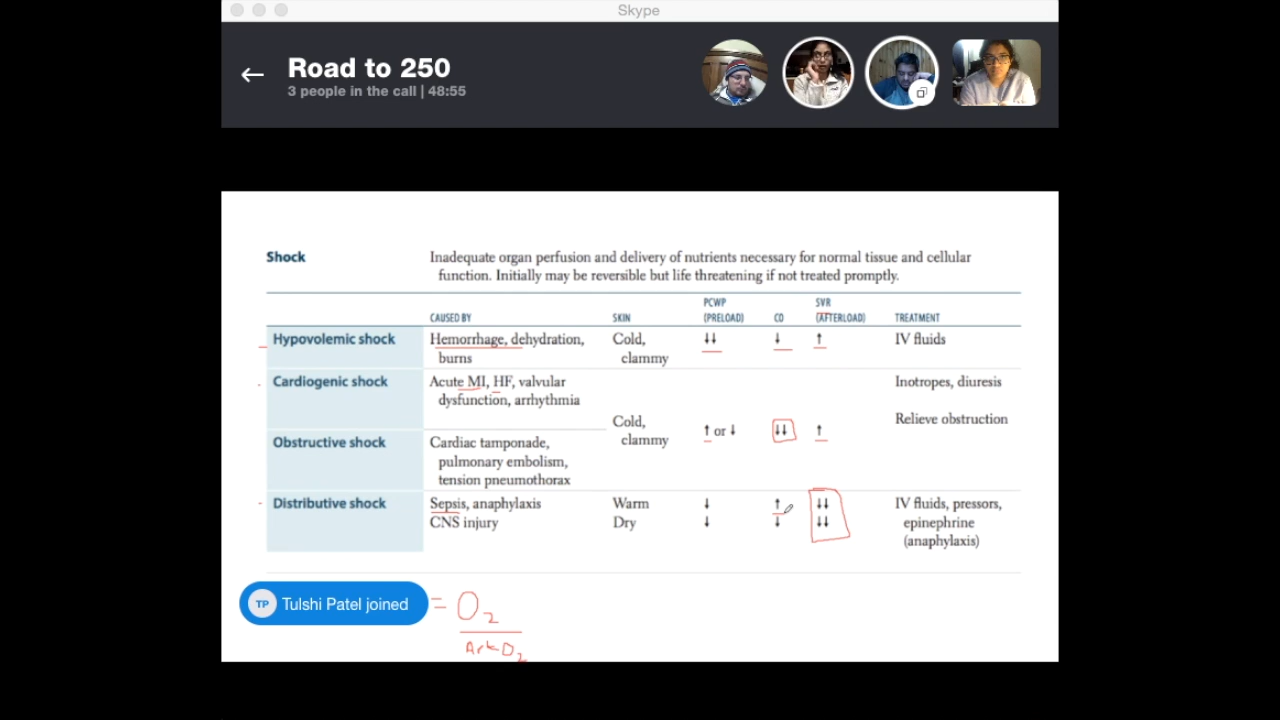 Skype
Road to 250
3 people in the call | 48:55
Shock
Inadequate organ perfusion and delivery of nutrients necessary for normal tissue and cellular
function. Initially may be reversible but life threatening if not treated promptly.
CAUSED BY
SKIN
PCWP
(PRELOAD)
CO
SVR
(AFTERLOAD)
TREATMENT
Hypovolemic shock
Hemorrhage, dehydration,
burns
Cold,
clammy
↓↓
↓
↑
IV fluids
Cardiogenic shock
Acute MI, HF, valvular
dysfunction, arrhythmia
Inotropes, diuresis
Obstructive shock
Cardiac tamponade,
pulmonary embolism,
tension pneumothorax
Cold,
clammy
↑ or ↓
↓↓
↑
Relieve obstruction
Distributive shock
Sepsis, anaphylaxis
CNS injury
Warm
Dry
↓
↓
↑
↓
↓↓
↓↓
IV fluids, pressors,
epinephrine
(anaphylaxis)
TP Tulshi Patel joined
= O2